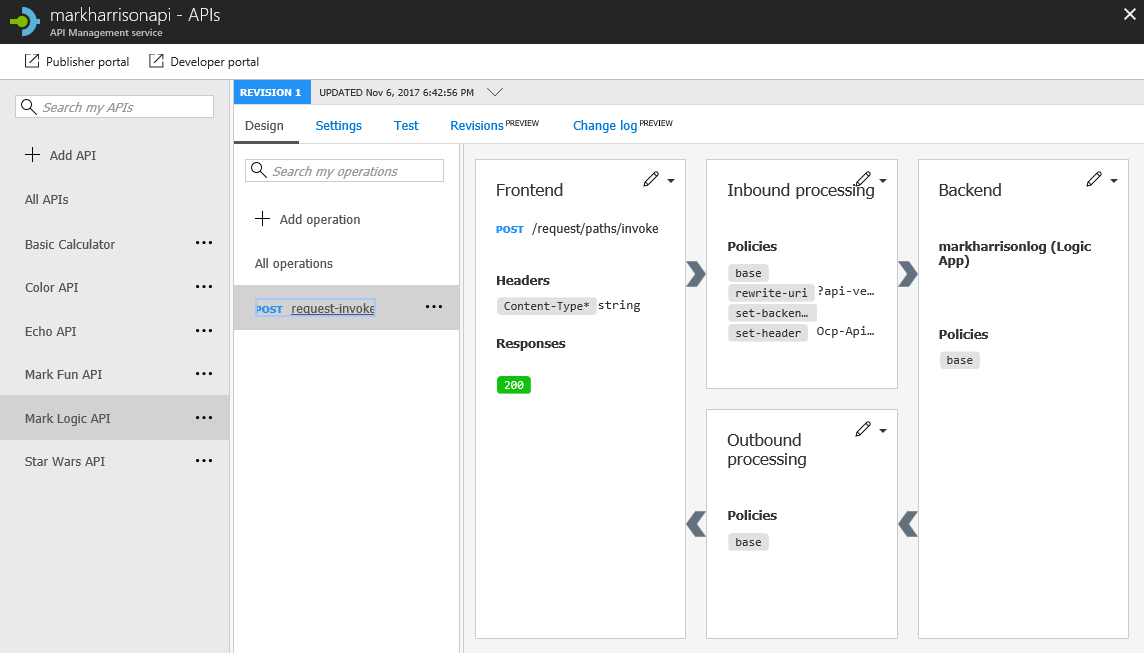 markharrisonapi - APIs
API Management service
Publisher portal
Developer portal
Search my APIs
Add API
All APIs
Basic Calculator
Color API
Echo API
Mark Fun API
Mark Logic API
Star Wars API
REVISION 1
UPDATED Nov 6, 2017 6:42:56 PM
Design
Settings
Test
Revisions PREVIEW
Change log PREVIEW
Search my operations
Add operation
All operations
POST request-invoke
Frontend
POST /request/paths/invoke
Headers
Content-Type* string
Responses
200
Inbound processing
Policies
base
rewrite-uri ?api-ve…
set-backen…
set-header Ocp-Api…
Outbound
processing
Policies
base
Backend
markharrisonlog (Logic
App)
Policies
base